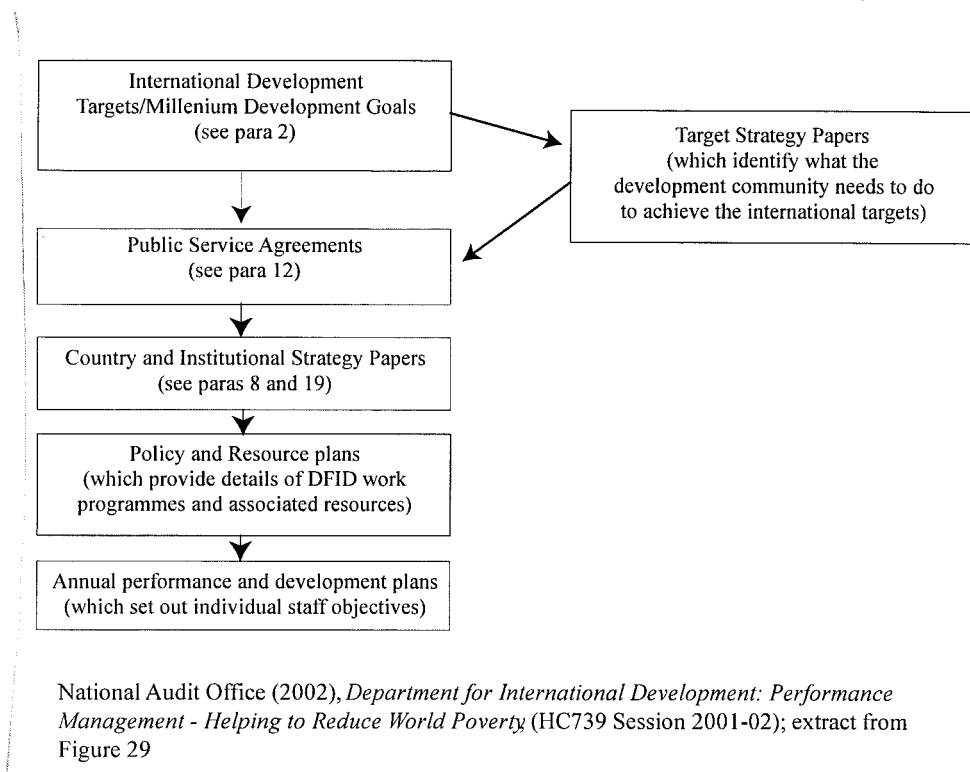 International Development
Targets/Millenium Development Goals
(see para 2)
Target Strategy Papers
(which identify what the
development community needs to do
to achieve the international targets)
Public Service Agreements
(see para 12)
Country and Institutional Strategy Papers
(see paras 8 and 19)
Policy and Resource plans
(which provide details of DFID work
programmes and associated resources)
Annual performance and development plans
(which set out individual staff objectives)
National Audit Office (2002), Department for International Development: Performance
Management - Helping to Reduce World Poverty, (HC739 Session 2001-02); extract from
Figure 29